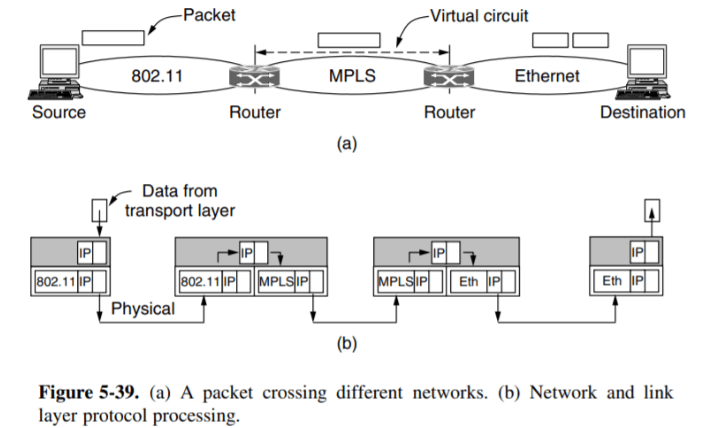 Packet
Virtual circuit
802.11
MPLS
Ethernet
Source
Router
Router
Destination
(a)
Data from
transport layer
IP
IP
IP
IP
802.11 IP
802.11 IP
MPLS IP
MPLS IP
Eth IP
Eth IP
Physical
(b)
Figure 5-39. (a) A packet crossing different networks. (b) Network and link
layer protocol processing.